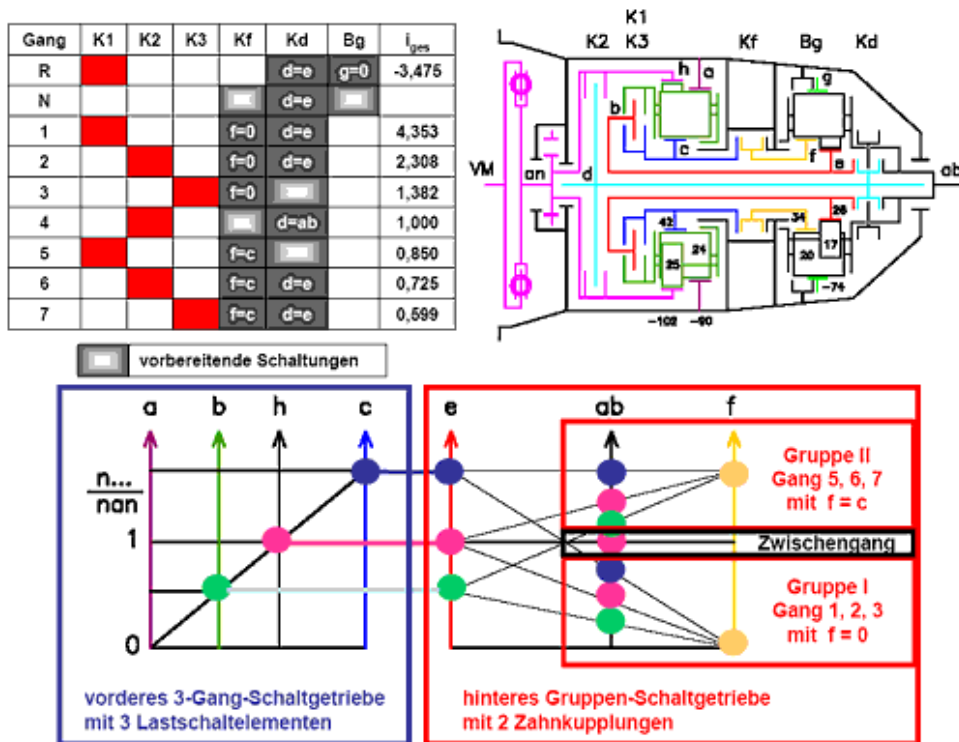 Gang K1 K2 K3 Kf Kd Bg iges
R d=e g=0 -3,475
N d=e
1 f=0 d=e 4,353
2 f=0 d=e 2,308
3 f=0 1,382
4 d=ab 1,000
5 f=c 0,850
6 f=c d=e 0,725
7 f=c d=e 0,599
vorbereitende Schaltungen
K1
K2 K3 Kf Bg Kd
h a g
b
c f e
VM an d ab
42 34 26
24 17
25 20
-74
-102 -90
a b h c e ab f
n...
nan
1
0
Gruppe II
Gang 5, 6, 7
mit f = c
Zwischengang
Gruppe I
Gang 1, 2, 3
mit f = 0
vorderes 3-Gang-Schaltgetriebe
mit 3 Lastschaltelementen
hinteres Gruppen-Schaltgetriebe
mit 2 Zahnkupplungen